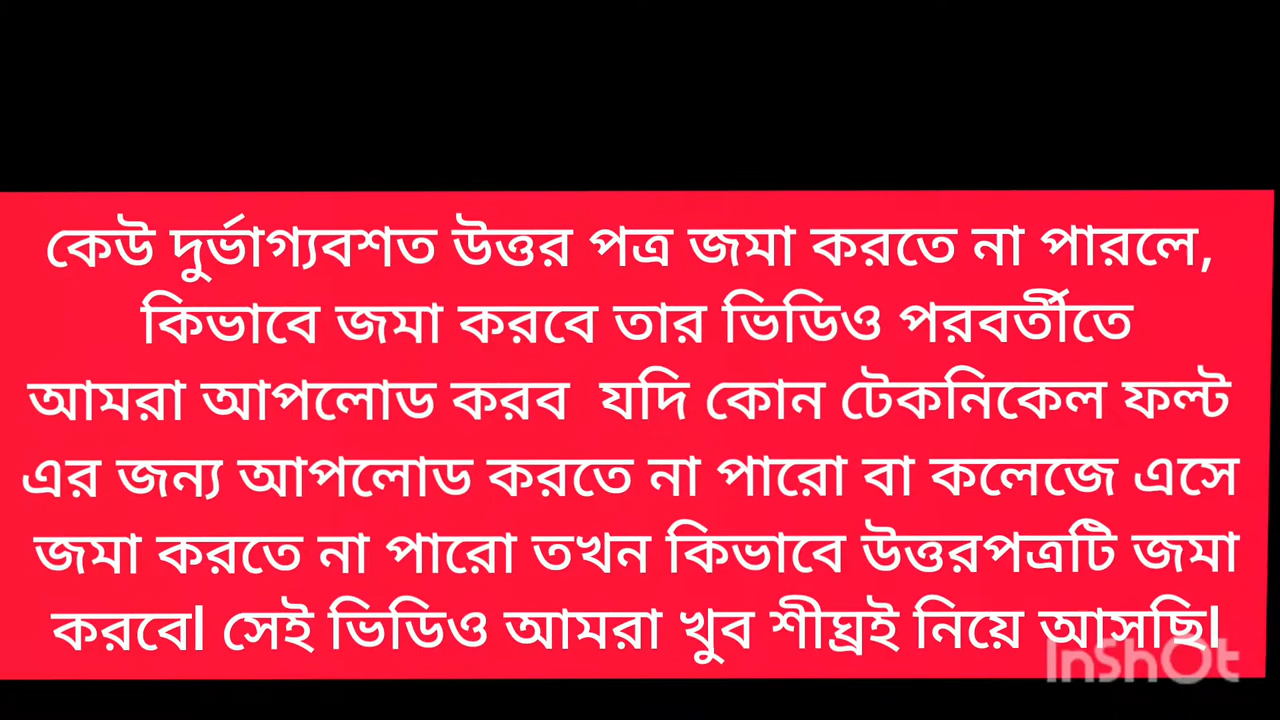 কেউ দুর্ভাগ্যবশত উত্তর পত্র জমা করতে না পারলে,
কিভাবে জমা করবে তার ভিডিও পরবর্তীতে
আমরা আপলোড করব  যদি কোন টেকনিকেল ফল্ট
এর জন্য আপলোড করতে না পারো বা কলেজে এসে
জমা করতে না পারো তখন কিভাবে উত্তরপত্রটি জমা
করবে। সেই ভিডিও আমরা খুব শীঘ্রই নিয়ে আসছি।
InShOt